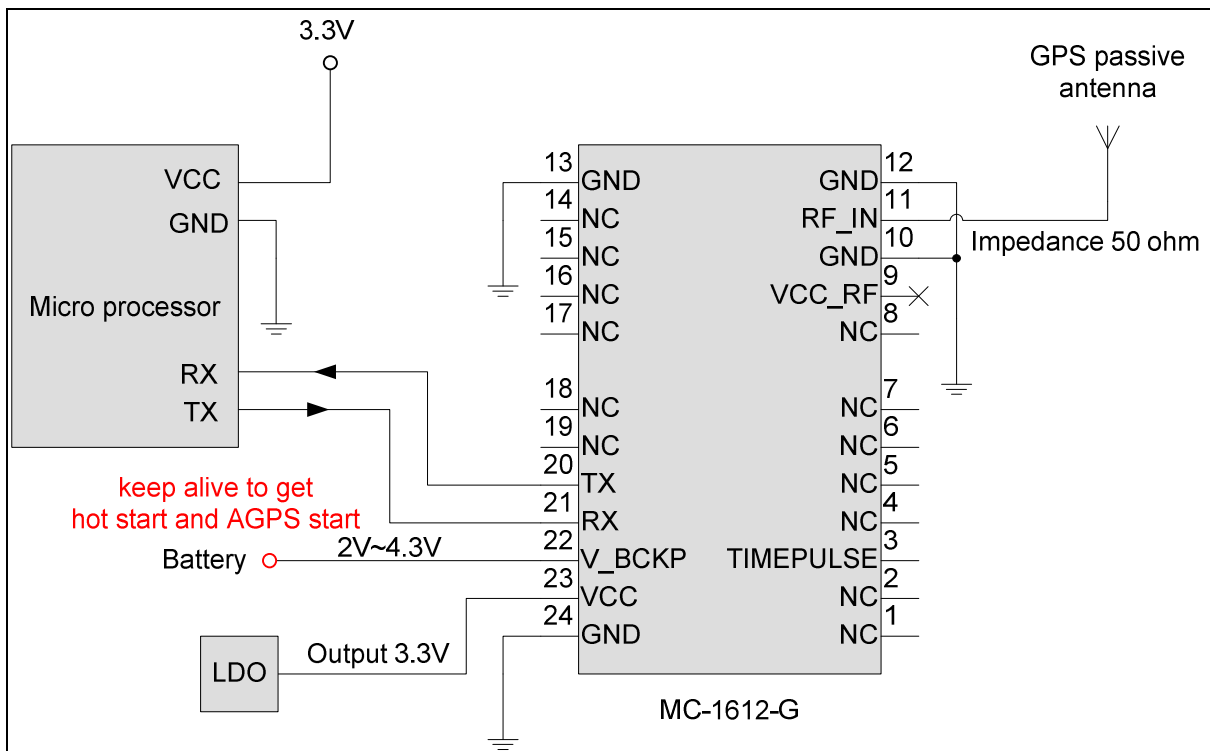 3.3V
GPS passive
antenna
VCC
GND
Micro processor
RX
TX
keep alive to get
hot start and AGPS start
Battery
2V~4.3V
LDO
Output 3.3V
13
GND
14
NC
15
NC
16
NC
17
NC
18
NC
19
NC
20
TX
21
RX
22
V_BCKP
23
VCC
24
GND
12
GND
11
RF_IN
Impedance 50 ohm
10
GND
9
VCC_RF
8
NC
7
NC
6
NC
5
NC
4
NC
3
TIMEPULSE
2
NC
1
NC
MC-1612-G